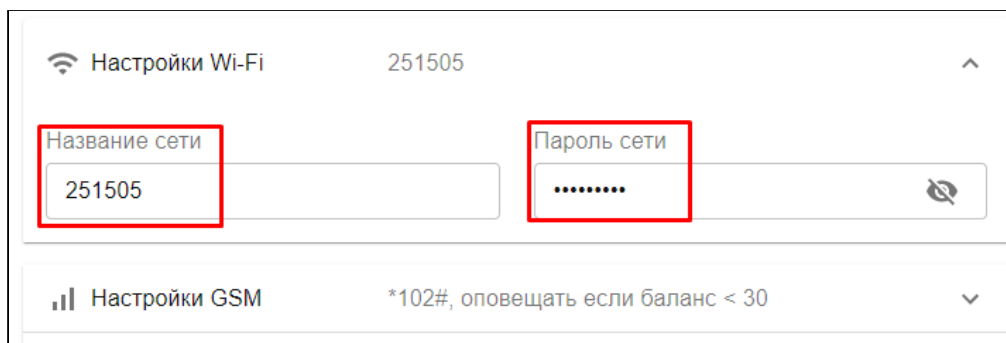 Настройки Wi-Fi 251505
Название сети Пароль сети
251505 •••••••••
Настройки GSM *102#, оповещать если баланс < 30